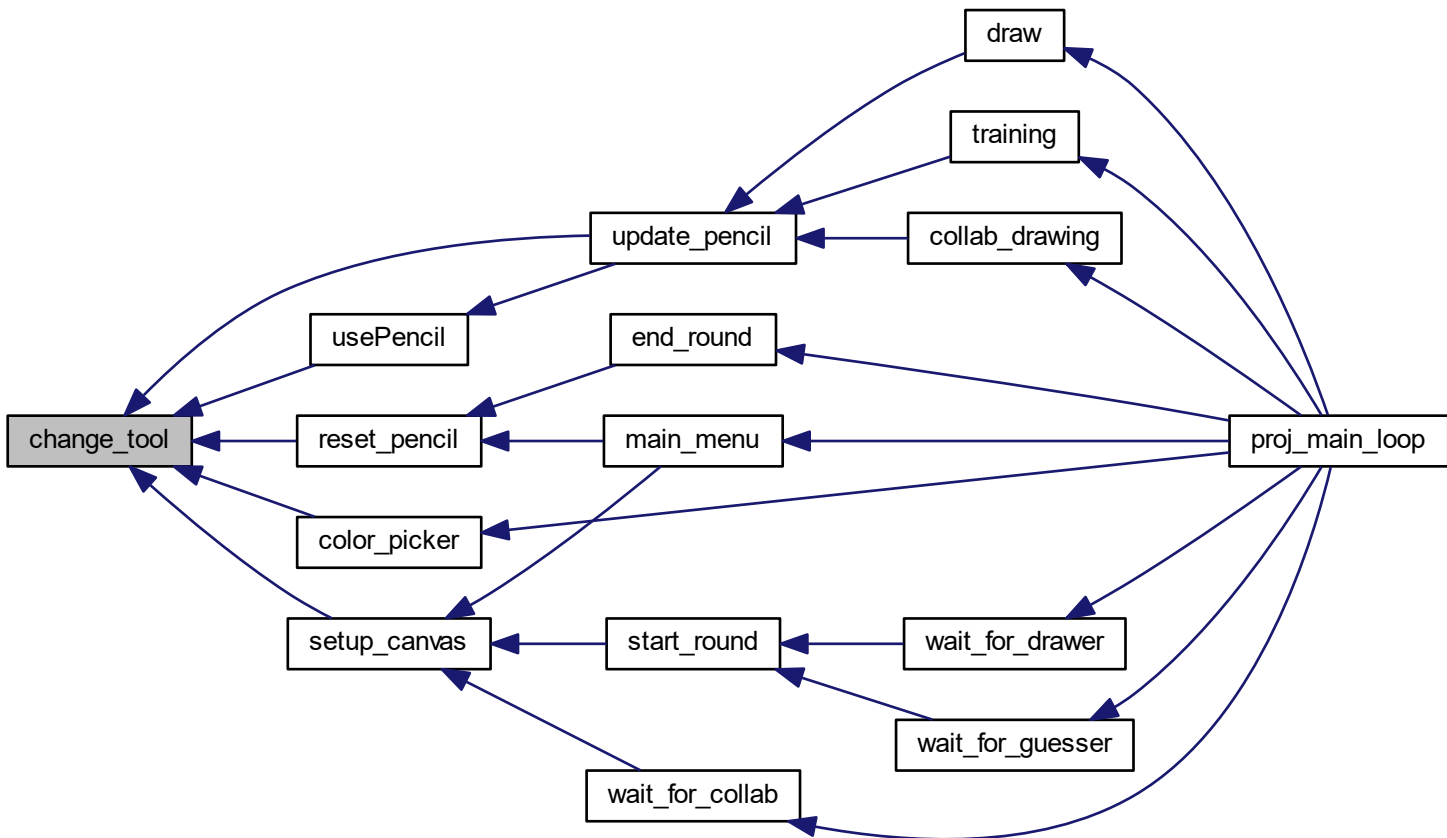 draw
training
update_pencil
collab_drawing
usePencil
end_round
change_tool
reset_pencil
main_menu
proj_main_loop
color_picker
setup_canvas
start_round
wait_for_drawer
wait_for_guesser
wait_for_collab